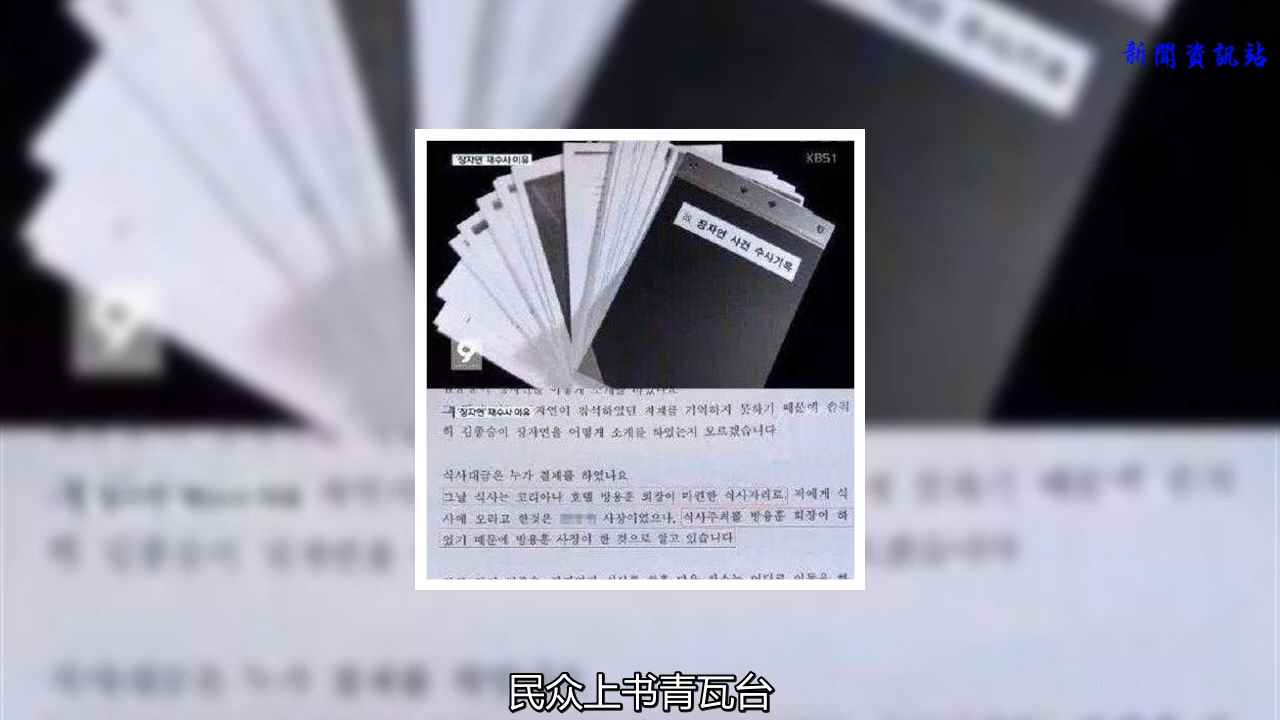 新聞資訊站
'장자연' 재수사 이유
KBS1
故 장자연 사건 수사기록
9
'장자연' 재수사 이유 자연이 참석하였던 자체를 기억하지 못하기 때문에 솔직
히 김종승이 장자연을 어떻게 소개를 하였는지 모르겠습니다
식사대금은 누가 결제를 하였나요
그날 식사는 코리아나 호텔 방용훈 회장이 마련한 식사자리로, 저에게 식
사에 오라고 한것은 사장이었으나, 식사주최를 방용훈 회장이 하
였기 때문에 방용훈 사장이 한 것으로 알고 있습니다
民众上书青瓦台